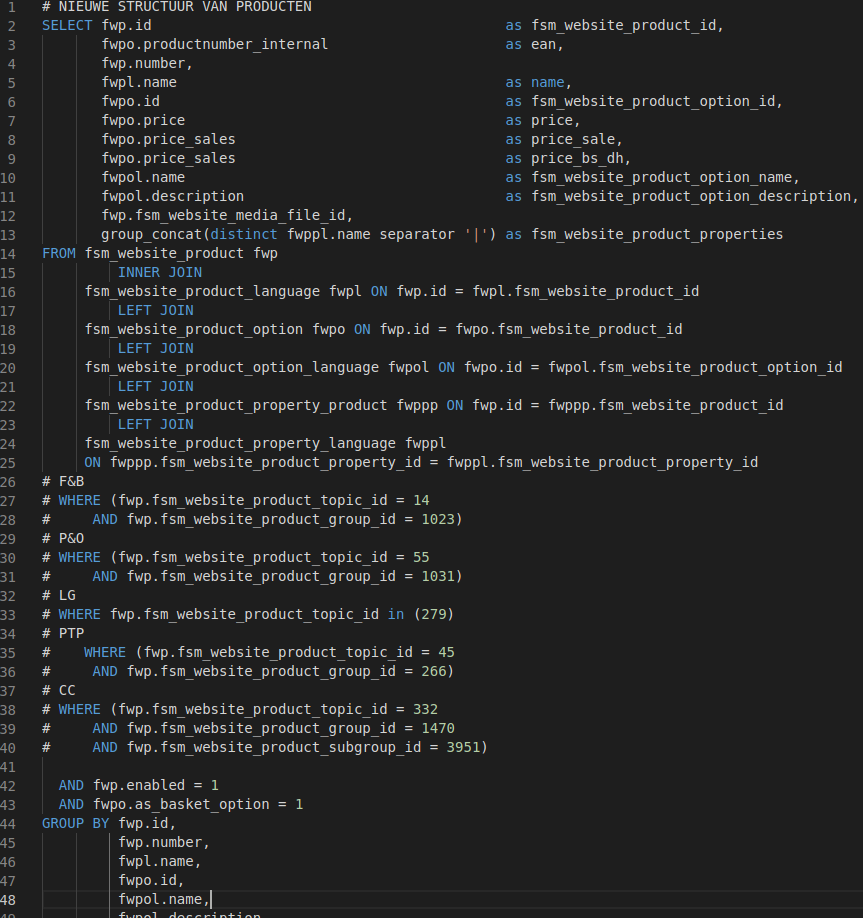 1 # NIEUWE STRUCTUUR VAN PRODUCTEN
2 SELECT fwp.id as fsm_website_product_id,
3 fwpo.productnumber_internal as ean,
4 fwp.number,
5 fwpl.name as name,
6 fwpo.id as fsm_website_product_option_id,
7 fwpo.price as price,
8 fwpo.price_sales as price_sale,
9 fwpo.price_sales as price_bs_dh,
10 fwpol.name as fsm_website_product_option_name,
11 fwpol.description as fsm_website_product_option_description,
12 fwp.fsm_website_media_file_id,
13 group_concat(distinct fwppl.name separator '|') as fsm_website_product_properties
14 FROM fsm_website_product fwp
15 INNER JOIN
16 fsm_website_product_language fwpl ON fwp.id = fwpl.fsm_website_product_id
17 LEFT JOIN
18 fsm_website_product_option fwpo ON fwp.id = fwpo.fsm_website_product_id
19 LEFT JOIN
20 fsm_website_product_option_language fwpol ON fwpo.id = fwpol.fsm_website_product_option_id
21 LEFT JOIN
22 fsm_website_product_property_product fwppp ON fwp.id = fwppp.fsm_website_product_id
23 LEFT JOIN
24 fsm_website_product_property_language fwppl
25 ON fwppp.fsm_website_product_property_id = fwppl.fsm_website_product_property_id
26 # F&B
27 # WHERE (fwp.fsm_website_product_topic_id = 14
28 # AND fwp.fsm_website_product_group_id = 1023)
29 # P&O
30 # WHERE (fwp.fsm_website_product_topic_id = 55
31 # AND fwp.fsm_website_product_group_id = 1031)
32 # LG
33 # WHERE fwp.fsm_website_product_topic_id in (279)
34 # PTP
35 # WHERE (fwp.fsm_website_product_topic_id = 45
36 # AND fwp.fsm_website_product_group_id = 266)
37 # CC
38 # WHERE (fwp.fsm_website_product_topic_id = 332
39 # AND fwp.fsm_website_product_group_id = 1470
40 # AND fwp.fsm_website_product_subgroup_id = 3951)
41
42 AND fwp.enabled = 1
43 AND fwpo.as_basket_option = 1
44 GROUP BY fwp.id,
45 fwp.number,
46 fwpl.name,
47 fwpo.id,
48 fwpol.name,
49 fwpol.description